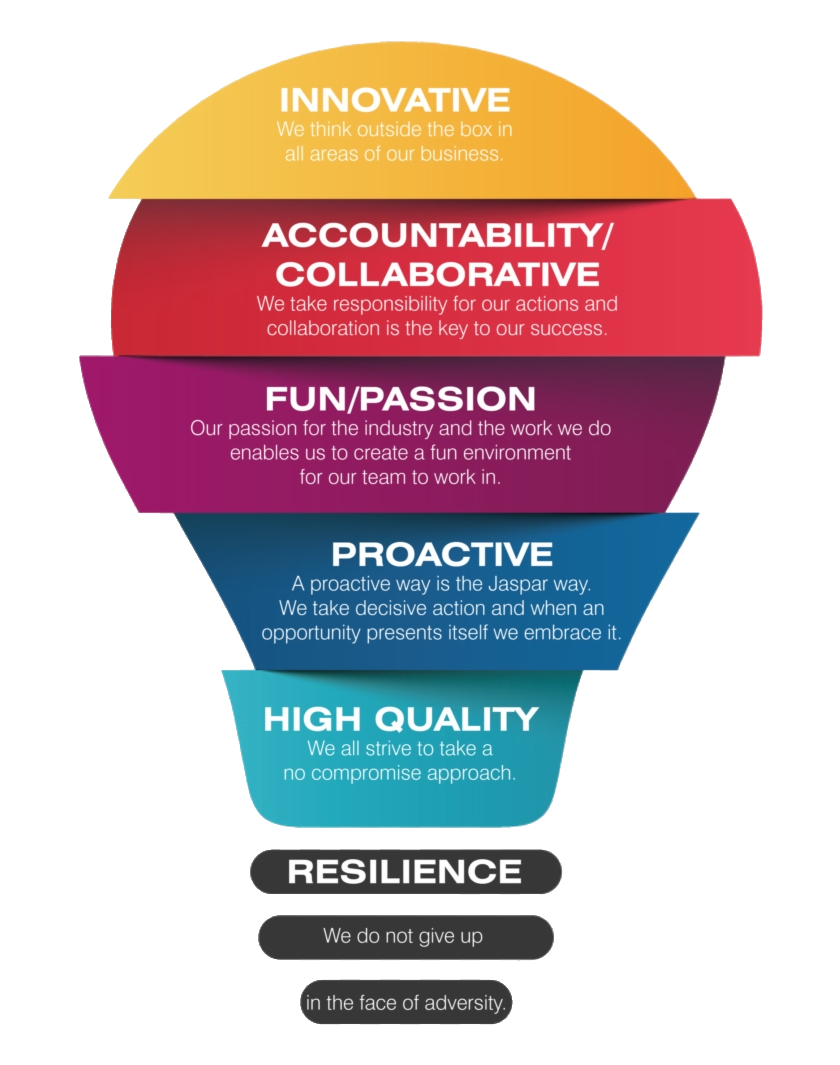 INNOVATIVE
We think outside the box in
all areas of our business.
ACCOUNTABILITY/
COLLABORATIVE
We take responsibility for our actions and
collaboration is the key to our success.
FUN/PASSION
Our passion for the industry and the work we do
enables us to create a fun environment
for our team to work in.
PROACTIVE
A proactive way is the Jaspar way.
We take decisive action and when an
opportunity presents itself we embrace it.
HIGH QUALITY
We all strive to take a
no compromise approach.
RESILIENCE
We do not give up
in the face of adversity.